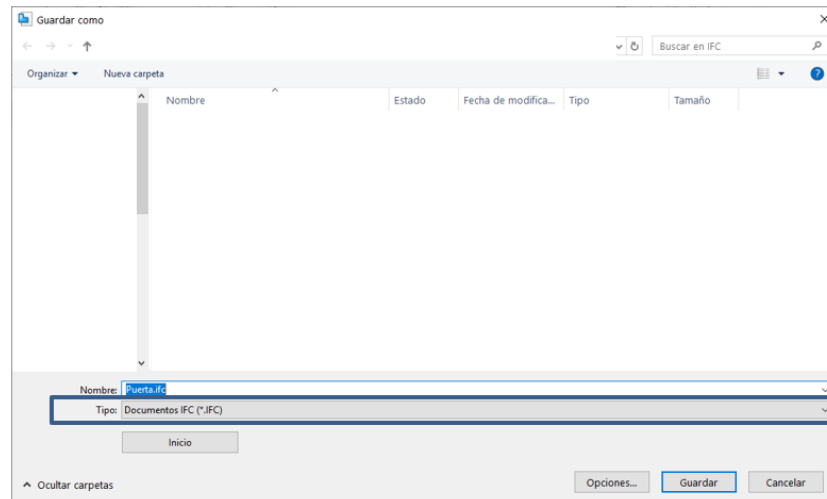 Guardar como
Buscar en IFC
Organizar Nueva carpeta
Nombre Estado Fecha de modifica... Tipo Tamaño
Nombre: Puerta.ifc
Tipo: Documentos IFC (*.IFC)
Inicio
Ocultar carpetas Opciones... Guardar Cancelar